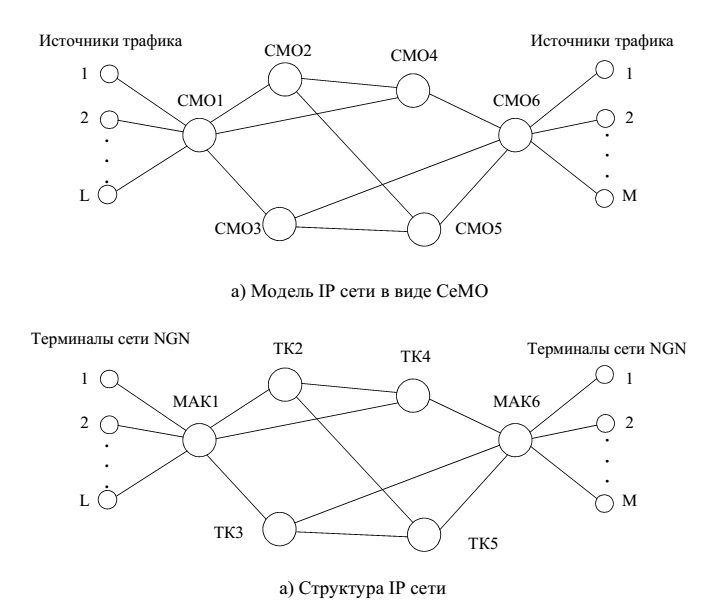 Источники трафика
Источники трафика
СМО2
СМО4
1
1
СМО1
СМО6
2
2
L
M
СМО3
СМО5
а) Модель IP сети в виде СеМО
Терминалы сети NGN
Терминалы сети NGN
ТК2
ТК4
1
1
МАК1
МАК6
2
2
L
M
ТК3
ТК5
а) Структура IP сети